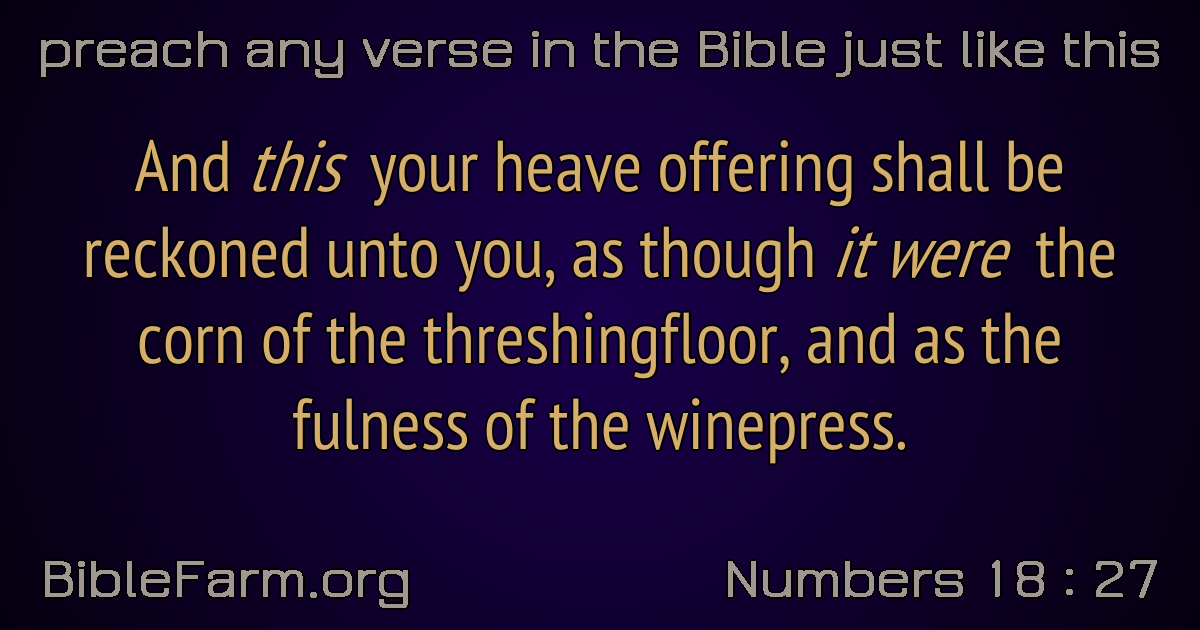 preach any verse in the Bible just like this
And this your heave offering shall be
reckoned unto you, as though it were the
corn of the threshingfloor, and as the
fulness of the winepress.
BibleFarm.org
Numbers 18 : 27